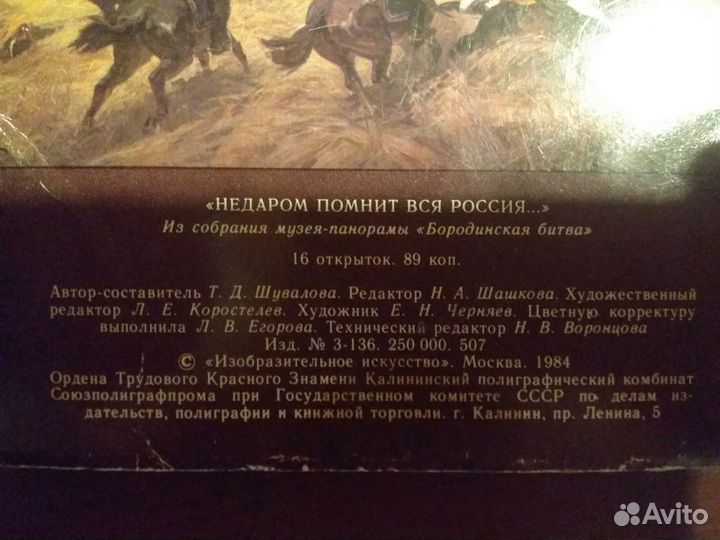 «НЕДАРОМ ПОМНИТ ВСЯ РОССИЯ...»
Из собрания музея-панорамы «Бородинская битва»
16 открыток. 89 коп.
Автор-составитель Т. Д. Шувалова. Редактор Н. А. Шашкова. Художественный
редактор Л. Е. Коростелев. Художник Е. Н. Черняев. Цветную корректуру
выполнила Л. В. Егорова. Технический редактор Н. В. Воронцова
Изд. № 3-136. 250 000. 507
© «Изобразительное искусство». Москва. 1984
Ордена Трудового Красного Знамени Калининский полиграфический комбинат
Союзполиграфпрома при Государственном комитете СССР по делам из-
дательств, полиграфии и книжной торговли. г. Калинин, пр. Ленина, 5
Avito